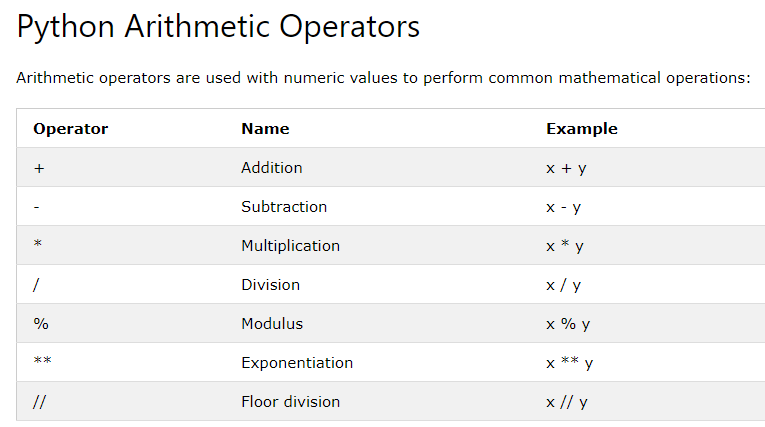 Python Arithmetic Operators
Arithmetic operators are used with numeric values to perform common mathematical operations:
Operator Name Example
+ Addition x + y
- Subtraction x - y
* Multiplication x * y
/ Division x / y
% Modulus x % y
** Exponentiation x ** y
// Floor division x // y